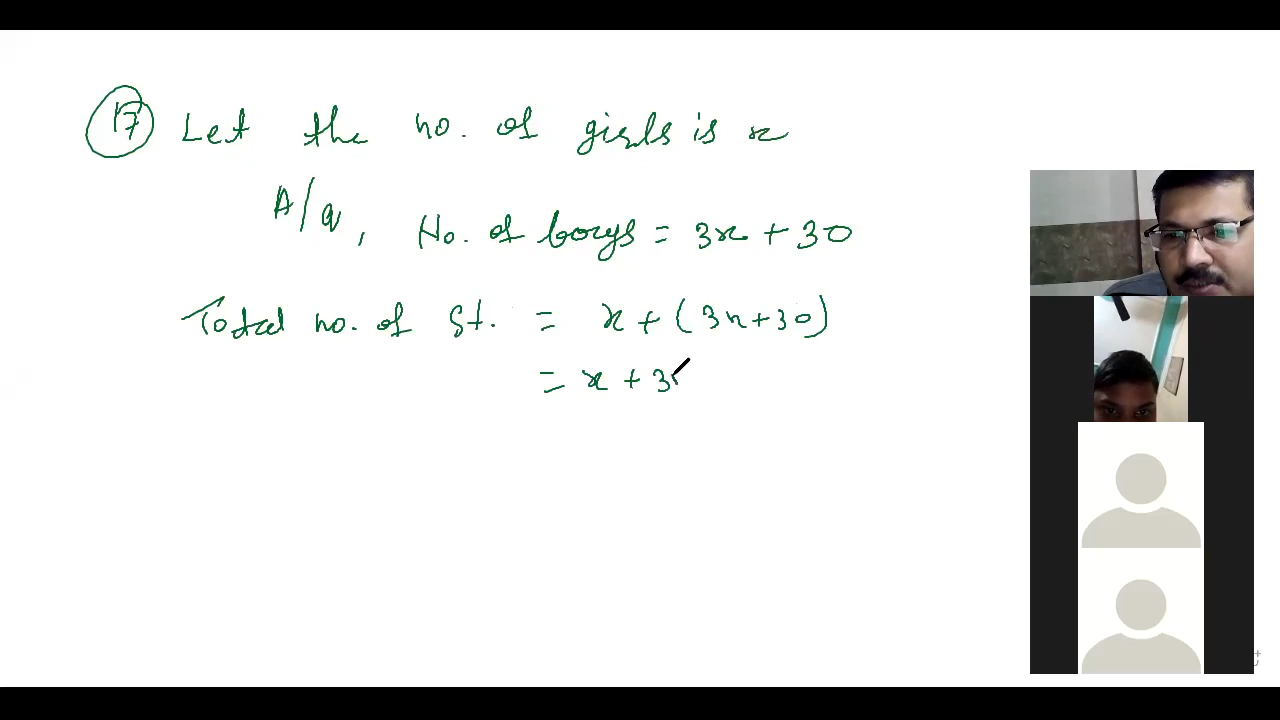 17 Let the no. of girls is x
A/q, No. of boys = 3x + 30
Total no. of St. = x + (3x + 30)
= x + 3